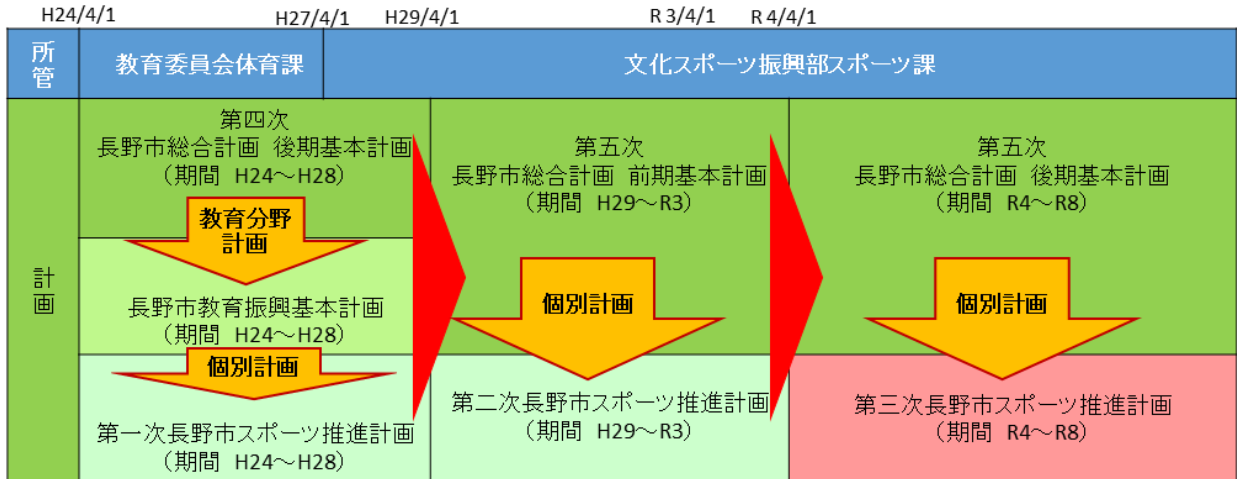 H24/4/1
H27/4/1
H29/4/1
R 3/4/1
R 4/4/1
所管
教育委員会体育課
文化スポーツ振興部スポーツ課
計画
第四次
長野市総合計画 後期基本計画
（期間 H24～H28）
教育分野
計画
長野市教育振興基本計画
（期間 H24～H28）
個別計画
第一次長野市スポーツ推進計画
（期間 H24～H28）
第五次
長野市総合計画 前期基本計画
（期間 H29～R3）
個別計画
第二次長野市スポーツ推進計画
（期間 H29～R3）
第五次
長野市総合計画 後期基本計画
（期間 R4～R8）
個別計画
第三次長野市スポーツ推進計画
（期間 R4～R8）